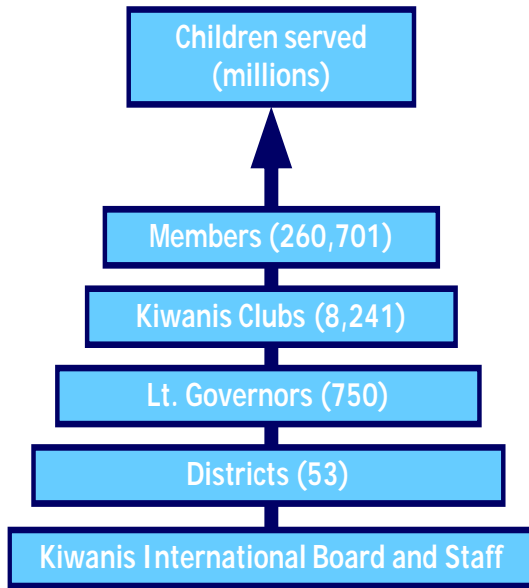 Children served
(millions)
Members (260,701)
Kiwanis Clubs (8,241)
Lt. Governors (750)
Districts (53)
Kiwanis International Board and Staff